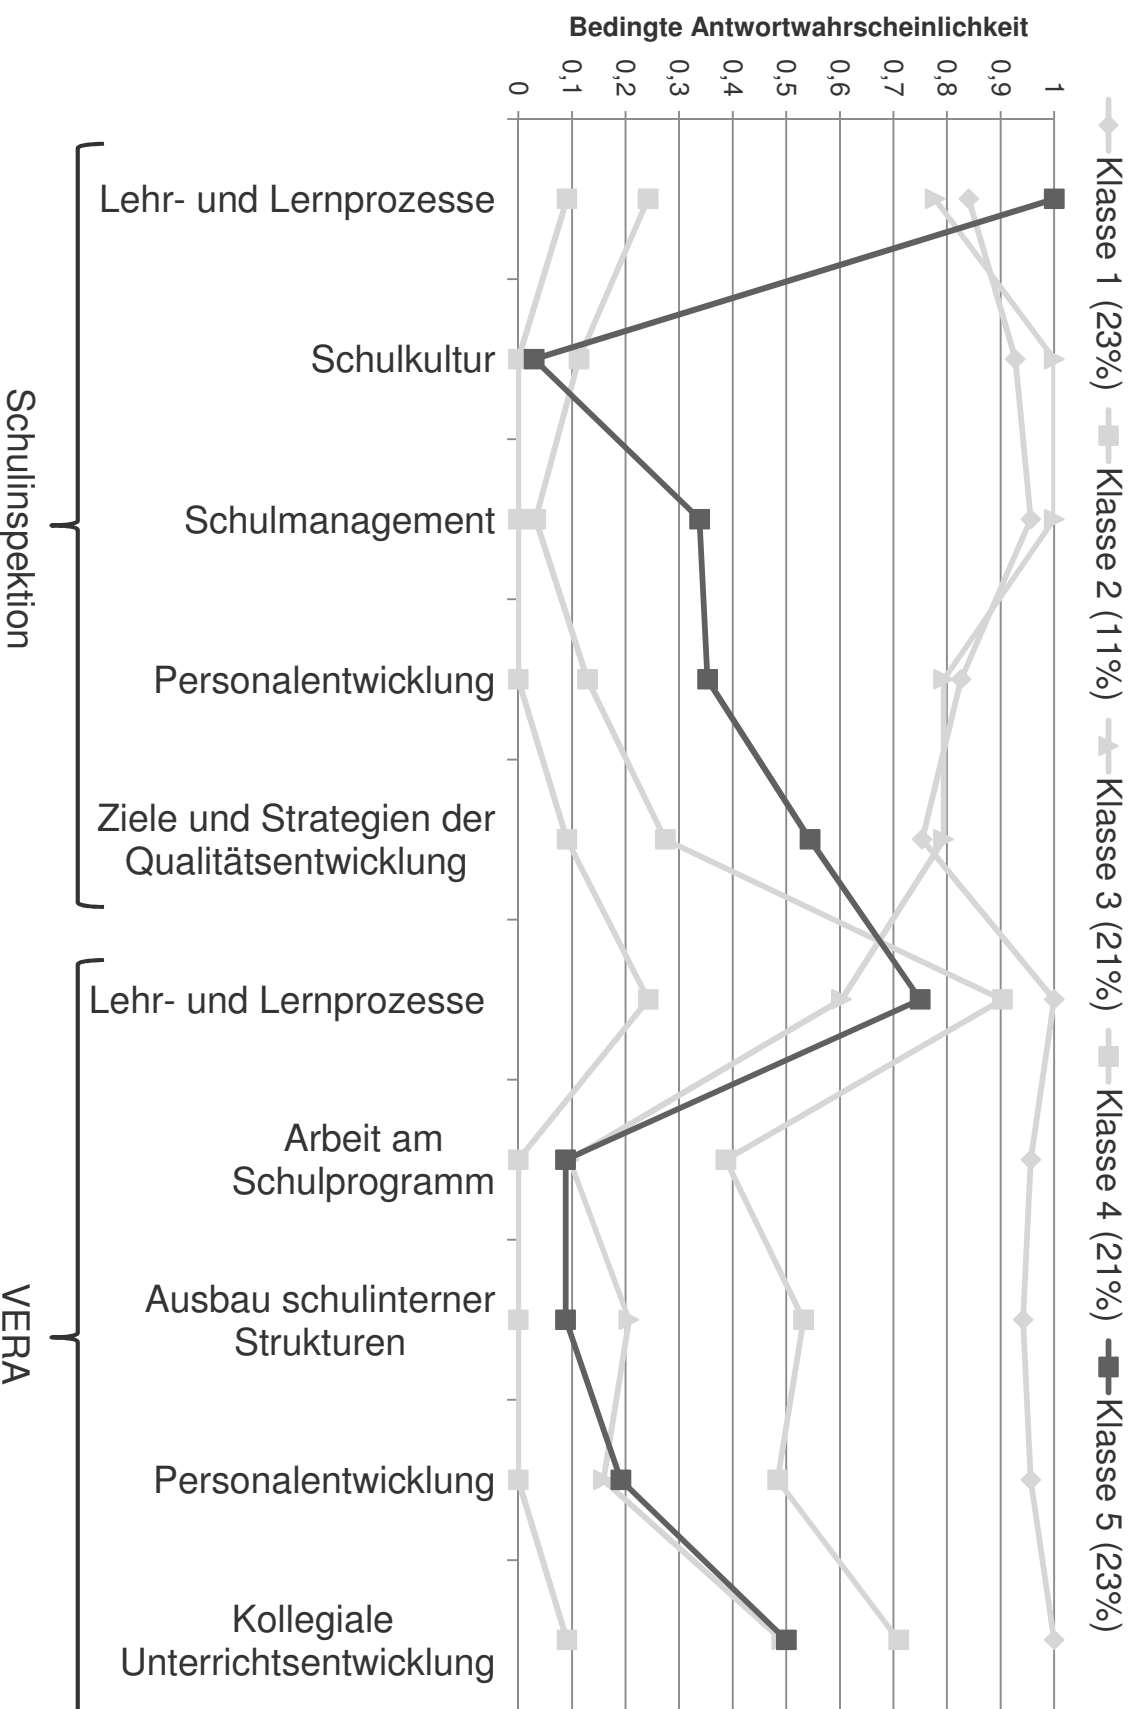 Bedingte Antwortwahrscheinlichkeit
0
0,1
0,2
0,3
0,4
0,5
0,6
0,7
0,8
0,9
1
Klasse 1 (23%)
Klasse 2 (11%)
Klasse 3 (21%)
Klasse 4 (21%)
Klasse 5 (23%)
Lehr- und Lernprozesse
Schulkultur
Schulmanagement
Personalentwicklung
Ziele und Strategien der
Qualitätsentwicklung
Lehr- und Lernprozesse
Arbeit am
Schulprogramm
Ausbau schulinterner
Strukturen
Personalentwicklung
Kollegiale
Unterrichtsentwicklung
Schulinspektion
VERA